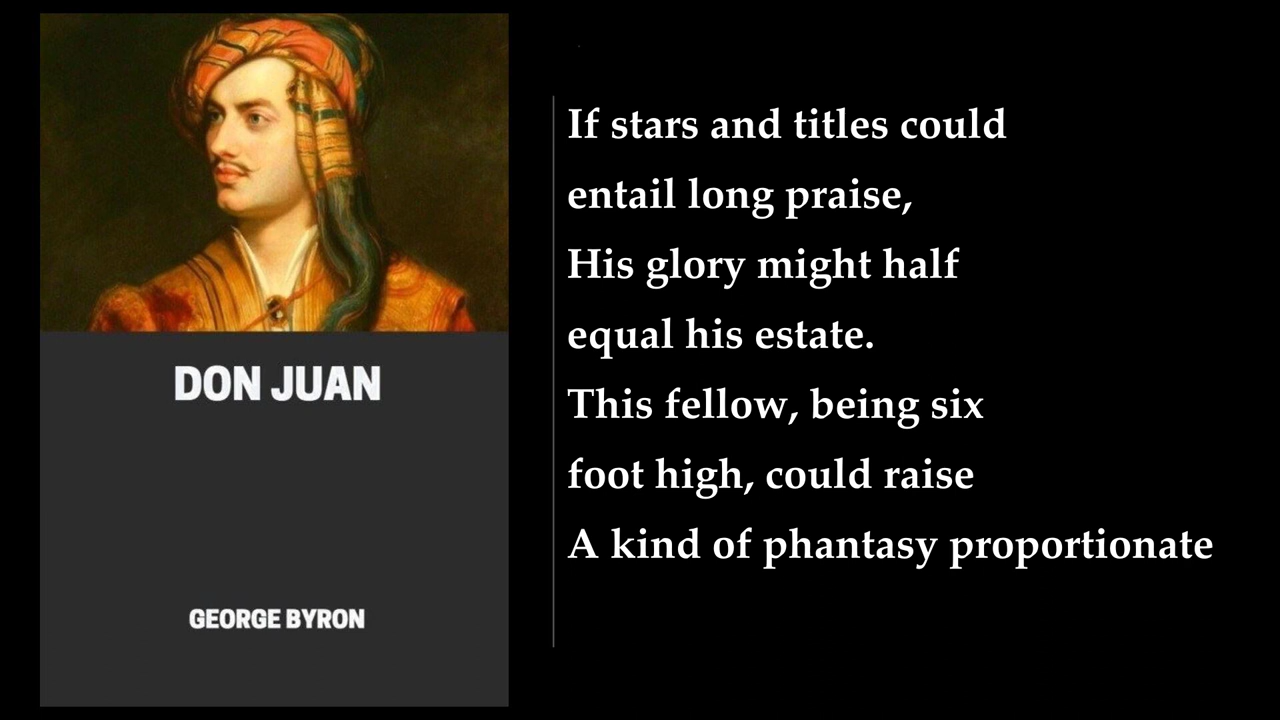 DON JUAN
GEORGE BYRON
If stars and titles could
entail long praise,
His glory might half
equal his estate.
This fellow, being six
foot high, could raise
A kind of phantasy proportionate